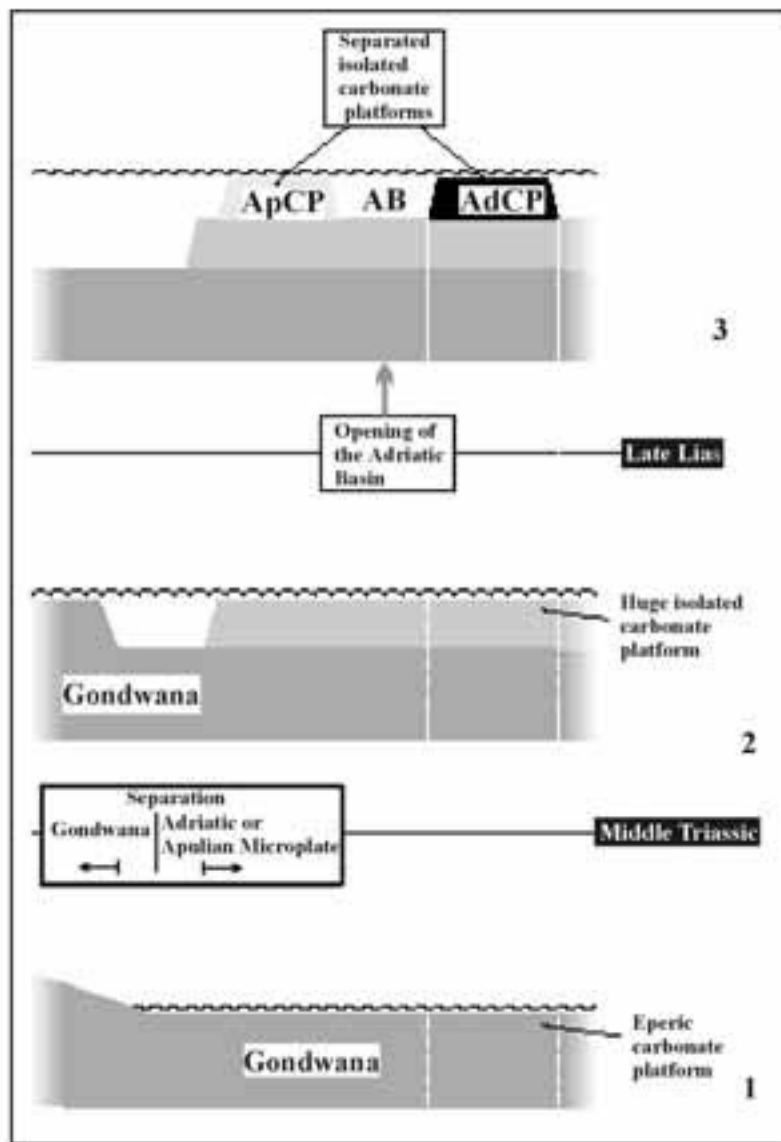 Separated
isolated
carbonate
platforms
ApCP
AB
AdCP
3
Opening of
the Adriatic
Basin
Late Lias
Huge isolated
carbonate
platform
Gondwana
2
Separation
Gondwana
Adriatic or
Apulian Microplate
Middle Triassic
Eperic
carbonate
platform
Gondwana
1